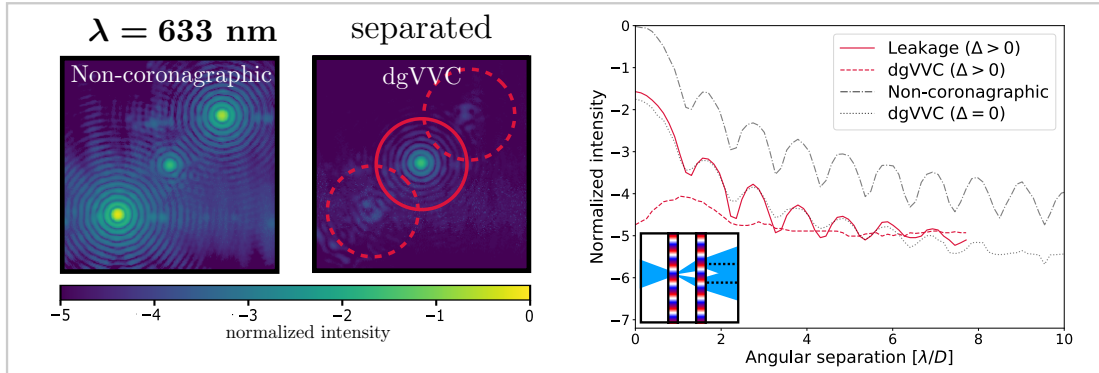 λ = 633 nm
separated
Non-coronagraphic
dgVVC
−5
−4
−3
−2
−1
0
normalized intensity
0
−1
−2
−3
−4
−5
−6
−7
Normalized intensity
Leakage (Δ > 0)
dgVVC (Δ > 0)
Non-coronagraphic
dgVVC (Δ = 0)
0
2
4
6
8
10
Angular separation [λ/D]